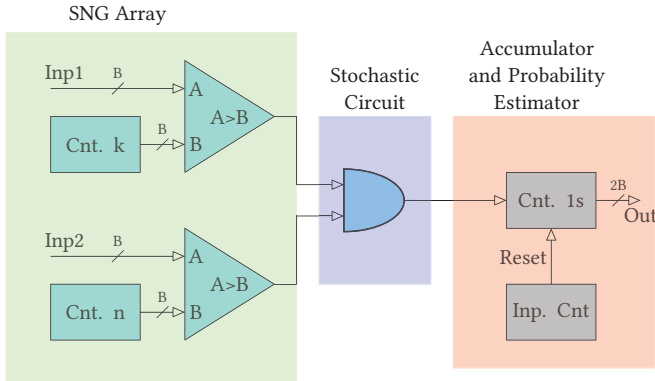 SNG Array
Stochastic
Circuit
Accumulator
and Probability
Estimator
Inp1
B
A
A>B
Cnt. k
B
B
Inp2
B
A
A>B
Cnt. n
B
B
Cnt. 1s
2B
Out
Reset
Inp. Cnt